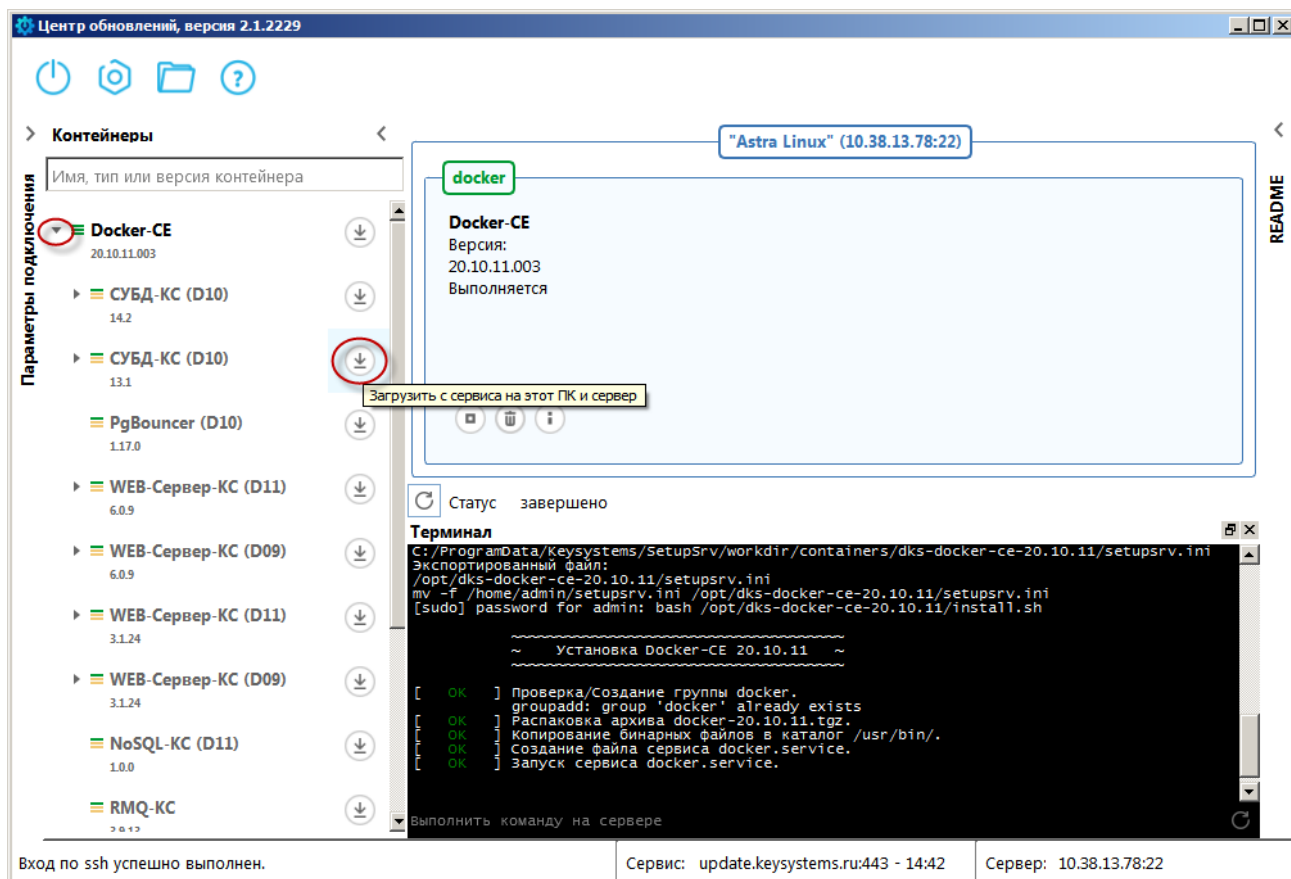 Центр обновлений, версия 2.1.2229
Контейнеры
Имя, тип или версия контейнера
Параметры подключения
Docker-CE
20.10.11.003
СУБД-КС (D10)
14.2
СУБД-КС (D10)
13.1
Загрузить с сервиса на этот ПК и сервер
PgBouncer (D10)
1.17.0
WEB-Сервер-КС (D11)
6.0.9
WEB-Сервер-КС (D09)
6.0.9
WEB-Сервер-КС (D11)
3.1.24
WEB-Сервер-КС (D09)
3.1.24
NoSQL-КС (D11)
1.0.0
RMQ-КС
3.9.13
"Astra Linux" (10.38.13.78:22)
docker
Docker-CE
Версия:
20.10.11.003
Выполняется
README
Статус завершено
Терминал
C:/ProgramData/Keysystems/SetupSrv/workdir/containers/dks-docker-ce-20.10.11/setupsrv.ini
Экспортированный файл:
/opt/dks-docker-ce-20.10.11/setupsrv.ini
mv -f /home/admin/setupsrv.ini /opt/dks-docker-ce-20.10.11/setupsrv.ini
[sudo] password for admin: bash /opt/dks-docker-ce-20.10.11/install.sh
~~~~~~~~~~~~~~~~~~~~~~~~~~~~~~~~~~~~~
~ Установка Docker-CE 20.10.11 ~
~~~~~~~~~~~~~~~~~~~~~~~~~~~~~~~~~~~~~
[ OK ] Проверка/Создание группы docker.
groupadd: group 'docker' already exists
[ OK ] Распаковка архива docker-20.10.11.tgz.
[ OK ] Копирование бинарных файлов в каталог /usr/bin/.
[ OK ] Создание файла сервиса docker.service.
[ OK ] Запуск сервиса docker.service.
Выполнить команду на сервере
Вход по ssh успешно выполнен.
Сервис: update.keysystems.ru:443 - 14:42
Сервер: 10.38.13.78:22